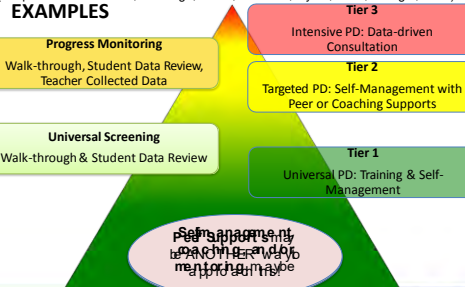 EXAMPLES
Progress Monitoring
Walk-through, Student Data Review,
Teacher Collected Data
Universal Screening
Walk-through & Student Data Review
Tier 3
Intensive PD: Data-driven
Consultation
Tier 2
Targeted PD: Self-Management with
Peer or Coaching Supports
Tier 1
Universal PD: Training & Self-
Management